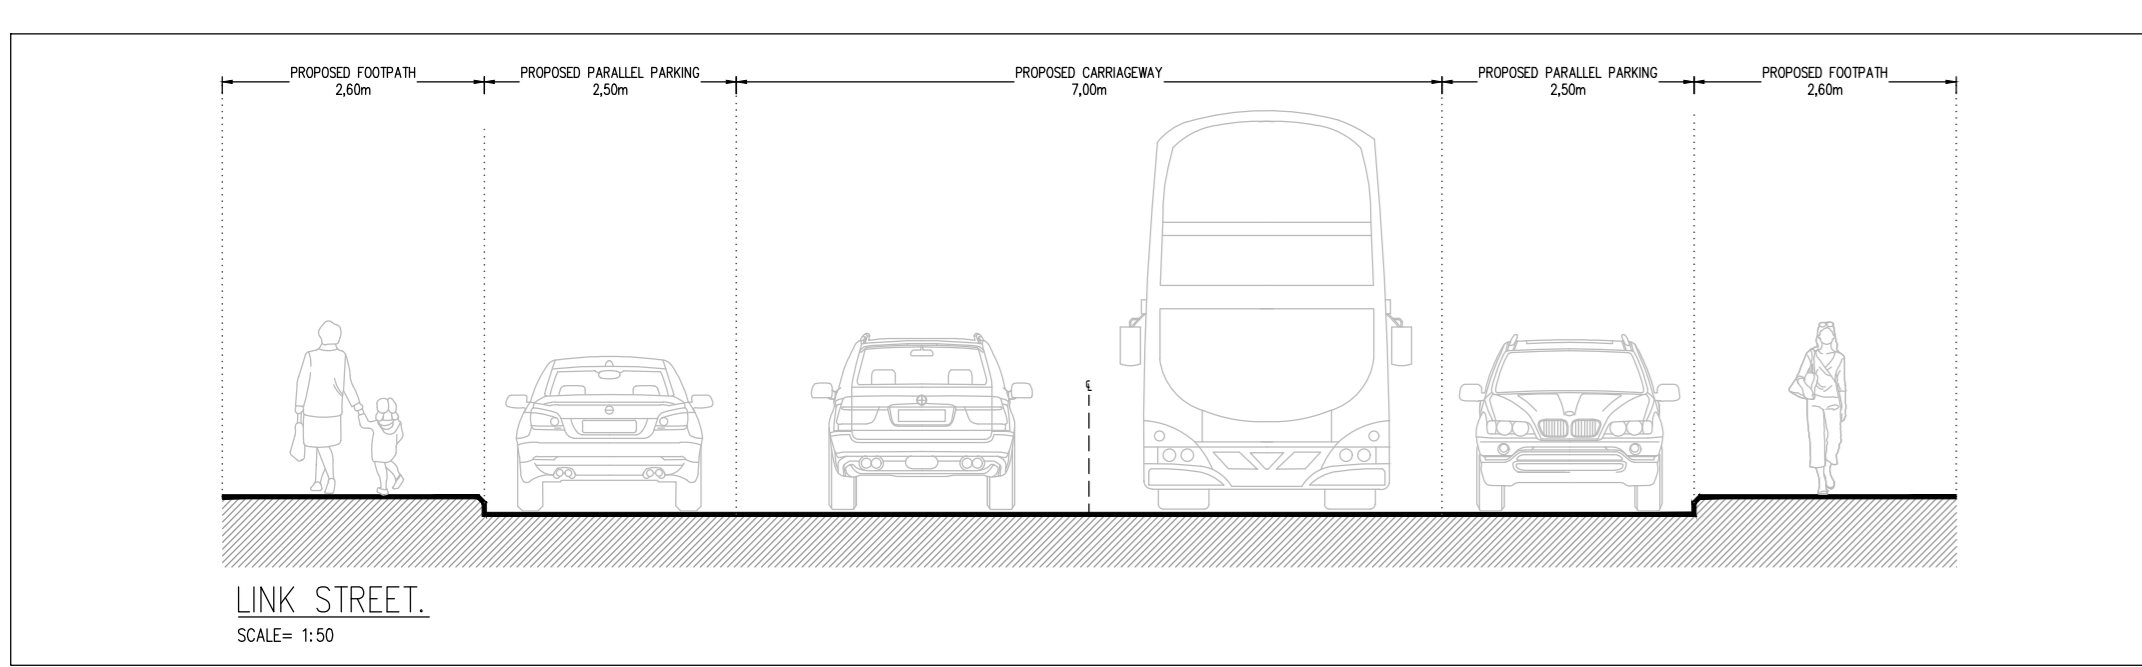 PROPOSED FOOTPATH
2,60m
PROPOSED PARALLEL PARKING
2,50m
PROPOSED CARRIAGEWAY
7,00m
PROPOSED PARALLEL PARKING
2,50m
PROPOSED FOOTPATH
2,60m
℄
LINK STREET.
SCALE= 1:50